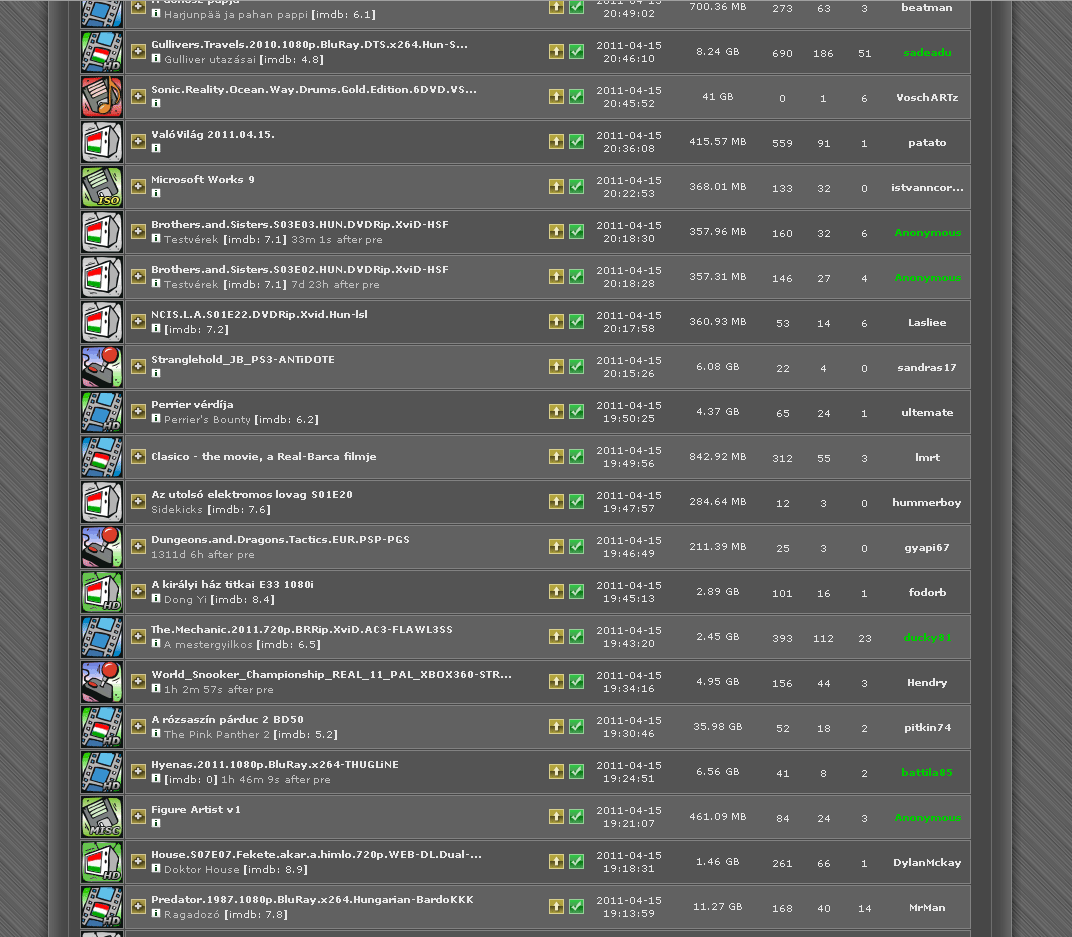 Harjunpää ja pahan pappi [imdb: 6.1] 20:49:02 700.36 MB 273 63 3 beatman
Gullivers.Travels.2010.1080p.BluRay.DTS.x264.Hun-S... 2011-04-15 8.24 GB 690 186 51 sadeadu
i Gulliver utazásai [imdb: 4.8] 20:46:10
Sonic.Reality.Ocean.Way.Drums.Gold.Edition.6DVD.VS... 2011-04-15 41 GB 0 1 6 VoschARTz
i 20:45:52
ValóVilág 2011.04.15. 2011-04-15 415.57 MB 559 91 1 patato
i 20:36:08
ISO Microsoft Works 9 2011-04-15 368.01 MB 133 32 0 istvanncor...
i 20:22:53
Brothers.and.Sisters.S03E03.HUN.DVDRip.XviD-HSF 2011-04-15 357.96 MB 160 32 6 Anonymous
i Testvérek [imdb: 7.1] 33m 1s after pre 20:18:30
Brothers.and.Sisters.S03E02.HUN.DVDRip.XviD-HSF 2011-04-15 357.31 MB 146 27 4 Anonymous
i Testvérek [imdb: 7.1] 7d 23h after pre 20:18:28
NCIS.L.A.S01E22.DVDRip.Xvid.Hun-lsl 2011-04-15 360.93 MB 53 14 6 Lasliee
i [imdb: 7.2] 20:17:58
Stranglehold_JB_PS3-ANTiDOTE 2011-04-15 6.08 GB 22 4 0 sandras17
i 20:15:26
HD Perrier vérdíja 2011-04-15 4.37 GB 65 24 1 ultemate
i Perrier's Bounty [imdb: 6.2] 19:50:25
Clasico - the movie, a Real-Barca filmje 2011-04-15 842.92 MB 312 55 3 lmrt
19:49:56
Az utolsó elektromos lovag S01E20 2011-04-15 284.64 MB 12 3 0 hummerboy
Sidekicks [imdb: 7.6] 19:47:57
Dungeons.and.Dragons.Tactics.EUR.PSP-PGS 2011-04-15 211.39 MB 25 3 0 gyapi67
1311d 6h after pre 19:46:49
HD A királyi ház titkai E33 1080i 2011-04-15 2.89 GB 101 16 1 fodorb
i Dong Yi [imdb: 8.4] 19:45:13
The.Mechanic.2011.720p.BRRip.XviD.AC3-FLAWL3SS 2011-04-15 2.45 GB 393 112 23 ducky81
i A mestergyilkos [imdb: 6.5] 19:43:20
World_Snooker_Championship_REAL_11_PAL_XBOX360-STR... 2011-04-15 4.95 GB 156 44 3 Hendry
i 1h 2m 57s after pre 19:34:16
HD A rózsaszín párduc 2 BD50 2011-04-15 35.98 GB 52 18 2 pitkin74
i The Pink Panther 2 [imdb: 5.2] 19:30:46
HD Hyenas.2011.1080p.BluRay.x264-THUGLiNE 2011-04-15 6.56 GB 41 8 2 battila85
i [imdb: 0] 1h 46m 9s after pre 19:24:51
MISC Figure Artist v1 2011-04-15 461.09 MB 84 24 3 Anonymous
i 19:21:07
HD House.S07E07.Fekete.akar.a.himlo.720p.WEB-DL.Dual-... 2011-04-15 1.46 GB 261 66 1 DylanMckay
i Doktor House [imdb: 8.9] 19:18:31
HD Predator.1987.1080p.BluRay.x264.Hungarian-BardoKKK 2011-04-15 11.27 GB 168 40 14 MrMan
i Ragadozó [imdb: 7.8] 19:13:59